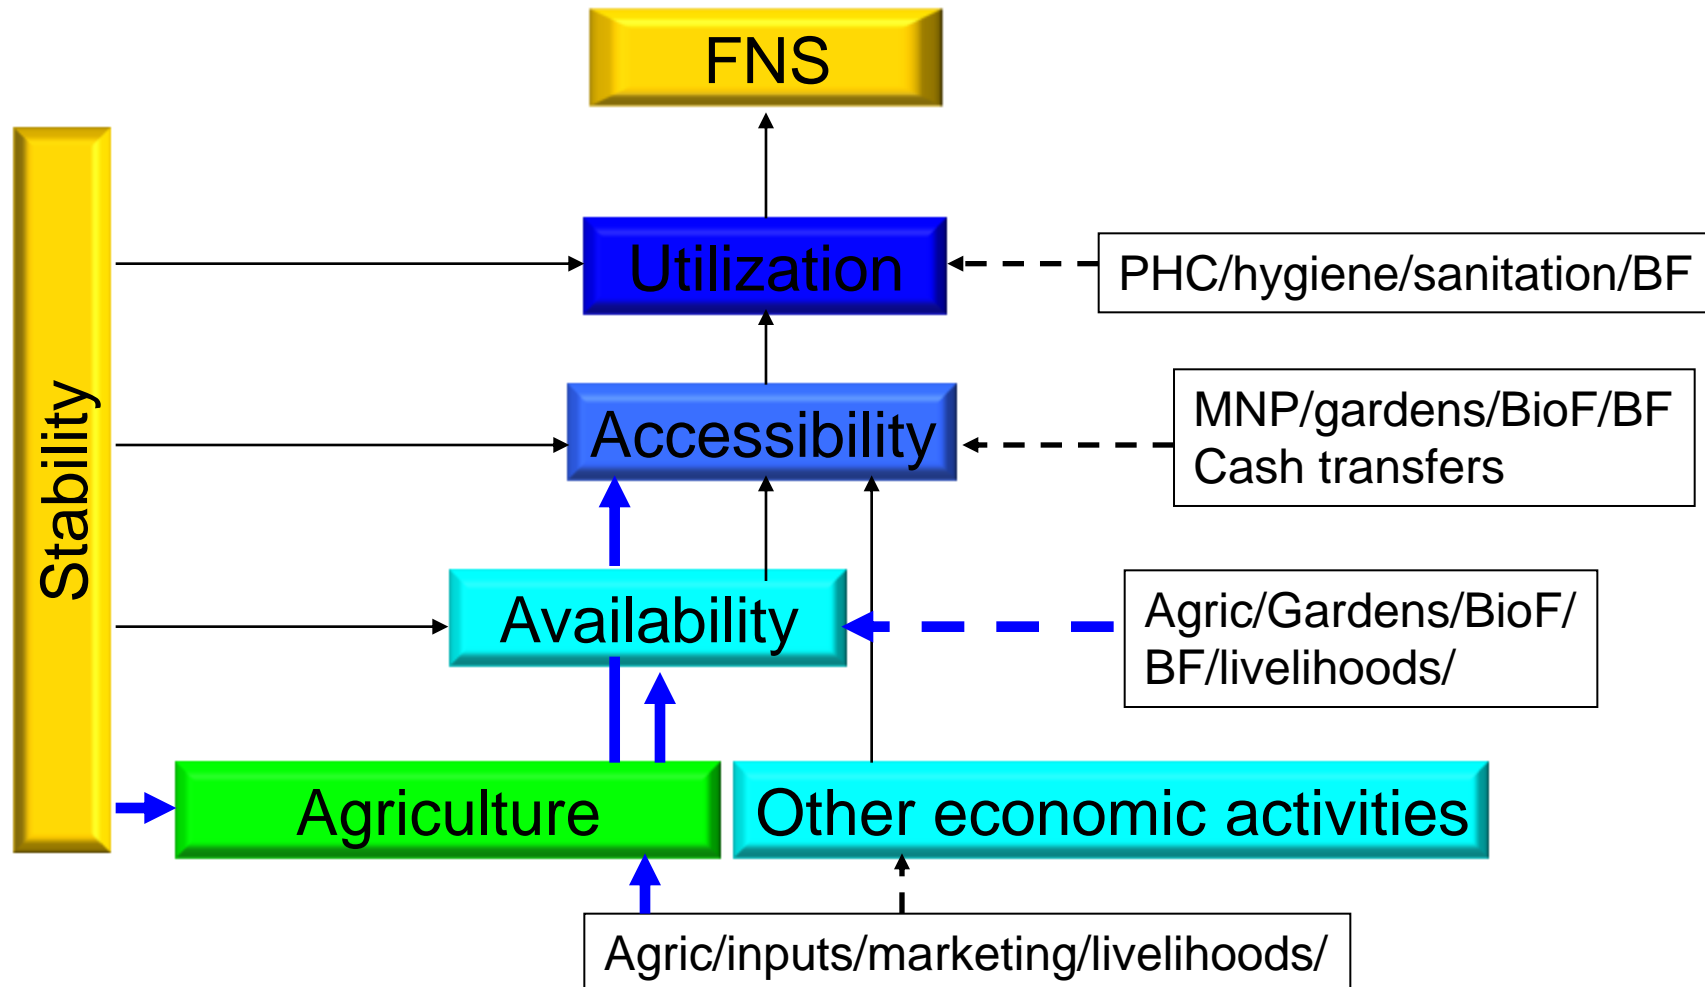 FNS
Stability
Utilization
PHC/hygiene/sanitation/BF
Accessibility
MNP/gardens/BioF/BF
Cash transfers
Availability
Agric/Gardens/BioF/
BF/livelihoods/
Agriculture
Other economic activities
Agric/inputs/marketing/livelihoods/